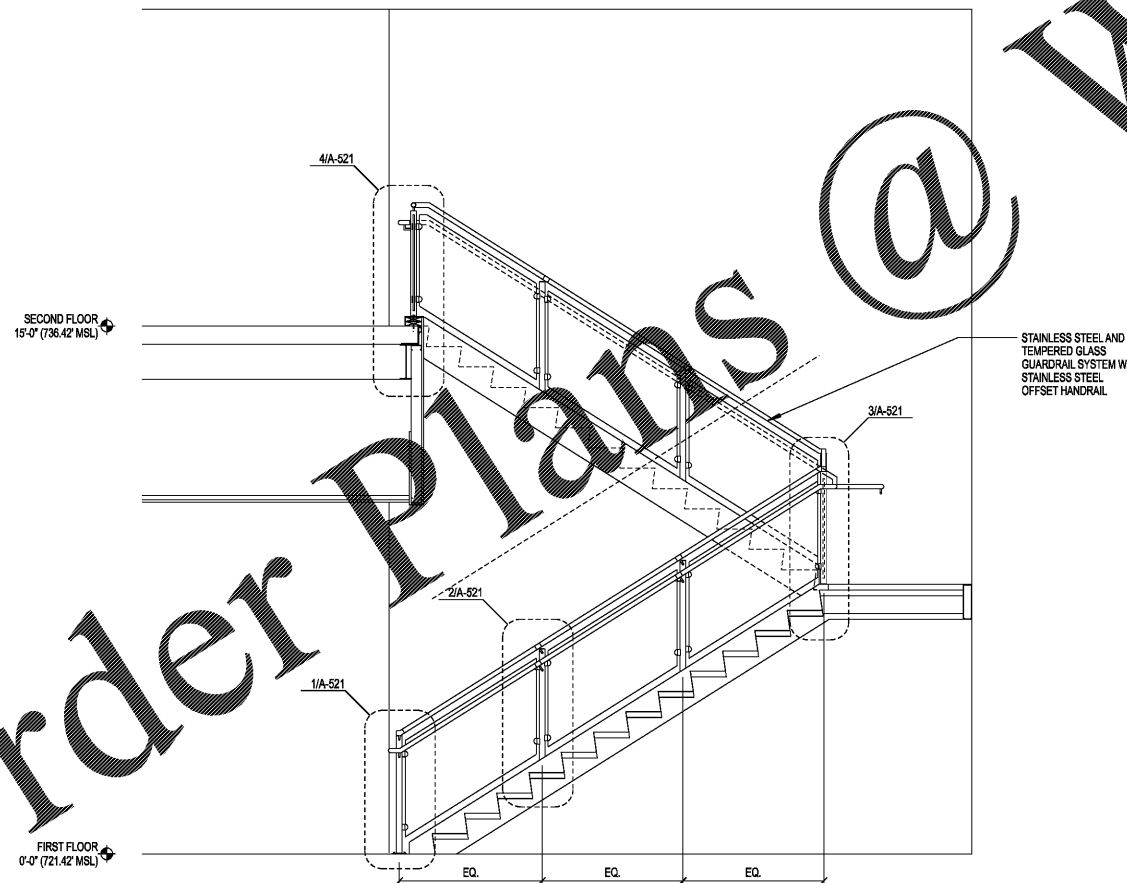 4/A-521
SECOND FLOOR
15'-0" (736.42' MSL)
STAINLESS STEEL AND
TEMPERED GLASS
GUARDRAIL SYSTEM W
STAINLESS STEEL
OFFSET HANDRAIL
3/A-521
2/A-521
1/A-521
FIRST FLOOR
0'-0" (721.42' MSL)
EQ. EQ. EQ.
rder Plans @ W